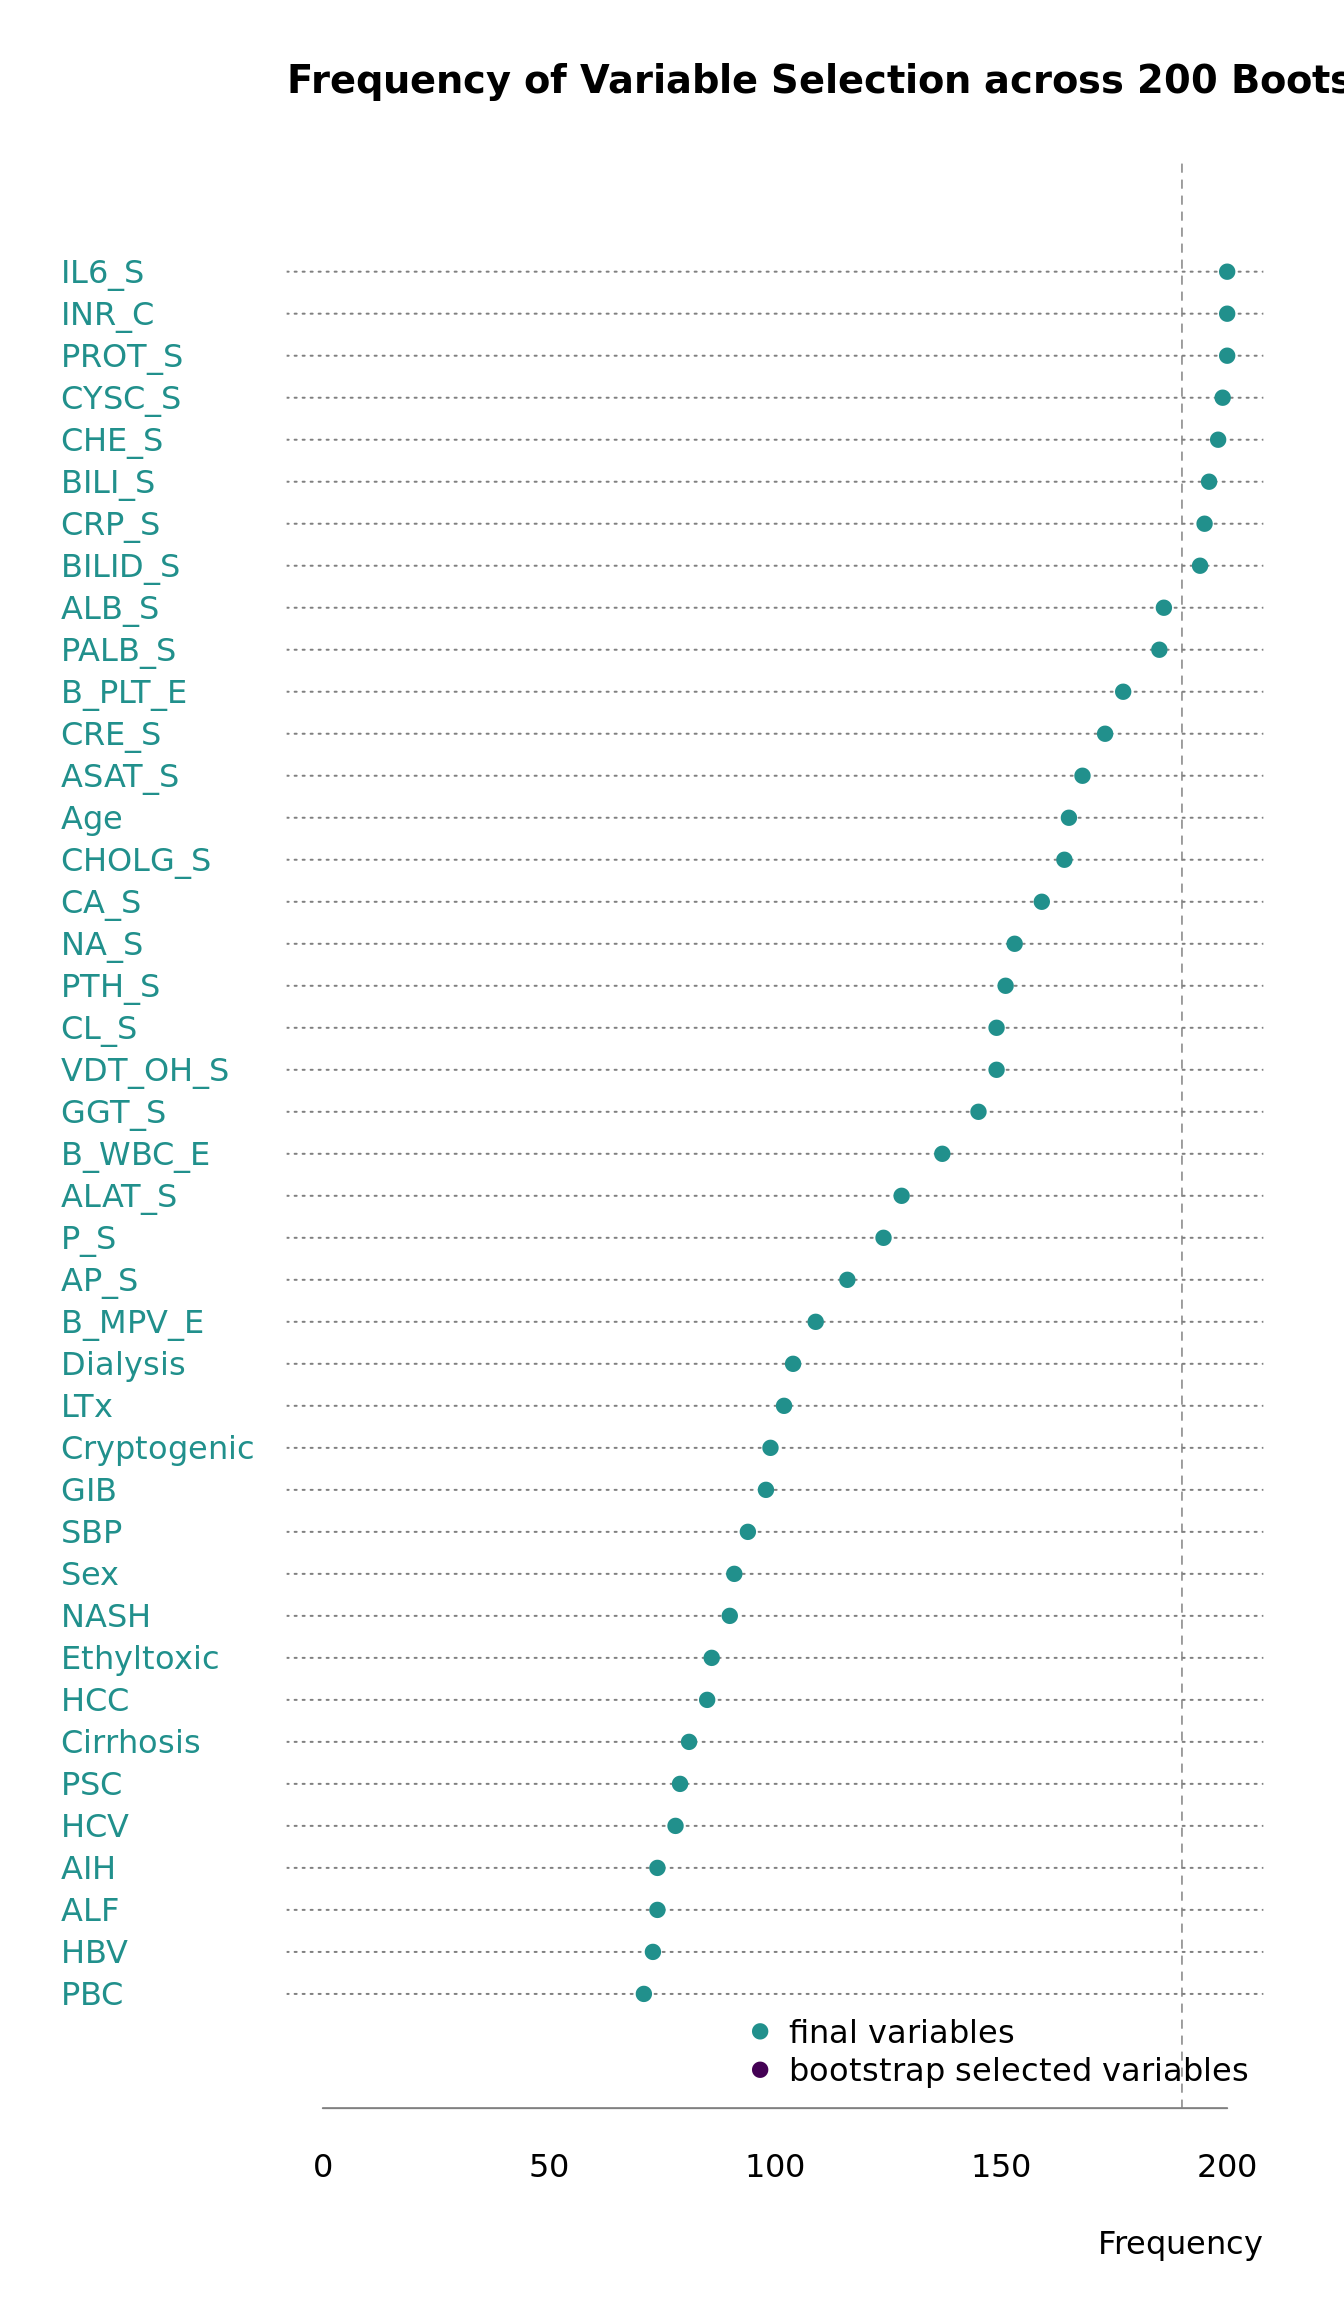 Frequency of Variable Selection across 200 Boots
IL6_S
INR_C
PROT_S
CYSC_S
CHE_S
BILI_S
CRP_S
BILID_S
ALB_S
PALB_S
B_PLT_E
CRE_S
ASAT_S
Age
CHOLG_S
CA_S
NA_S
PTH_S
CL_S
VDT_OH_S
GGT_S
B_WBC_E
ALAT_S
P_S
AP_S
B_MPV_E
Dialysis
LTx
Cryptogenic
GIB
SBP
Sex
NASH
Ethyltoxic
HCC
Cirrhosis
PSC
HCV
AIH
ALF
HBV
PBC
final variables
bootstrap selected variables
0 50 100 150 200
Frequency